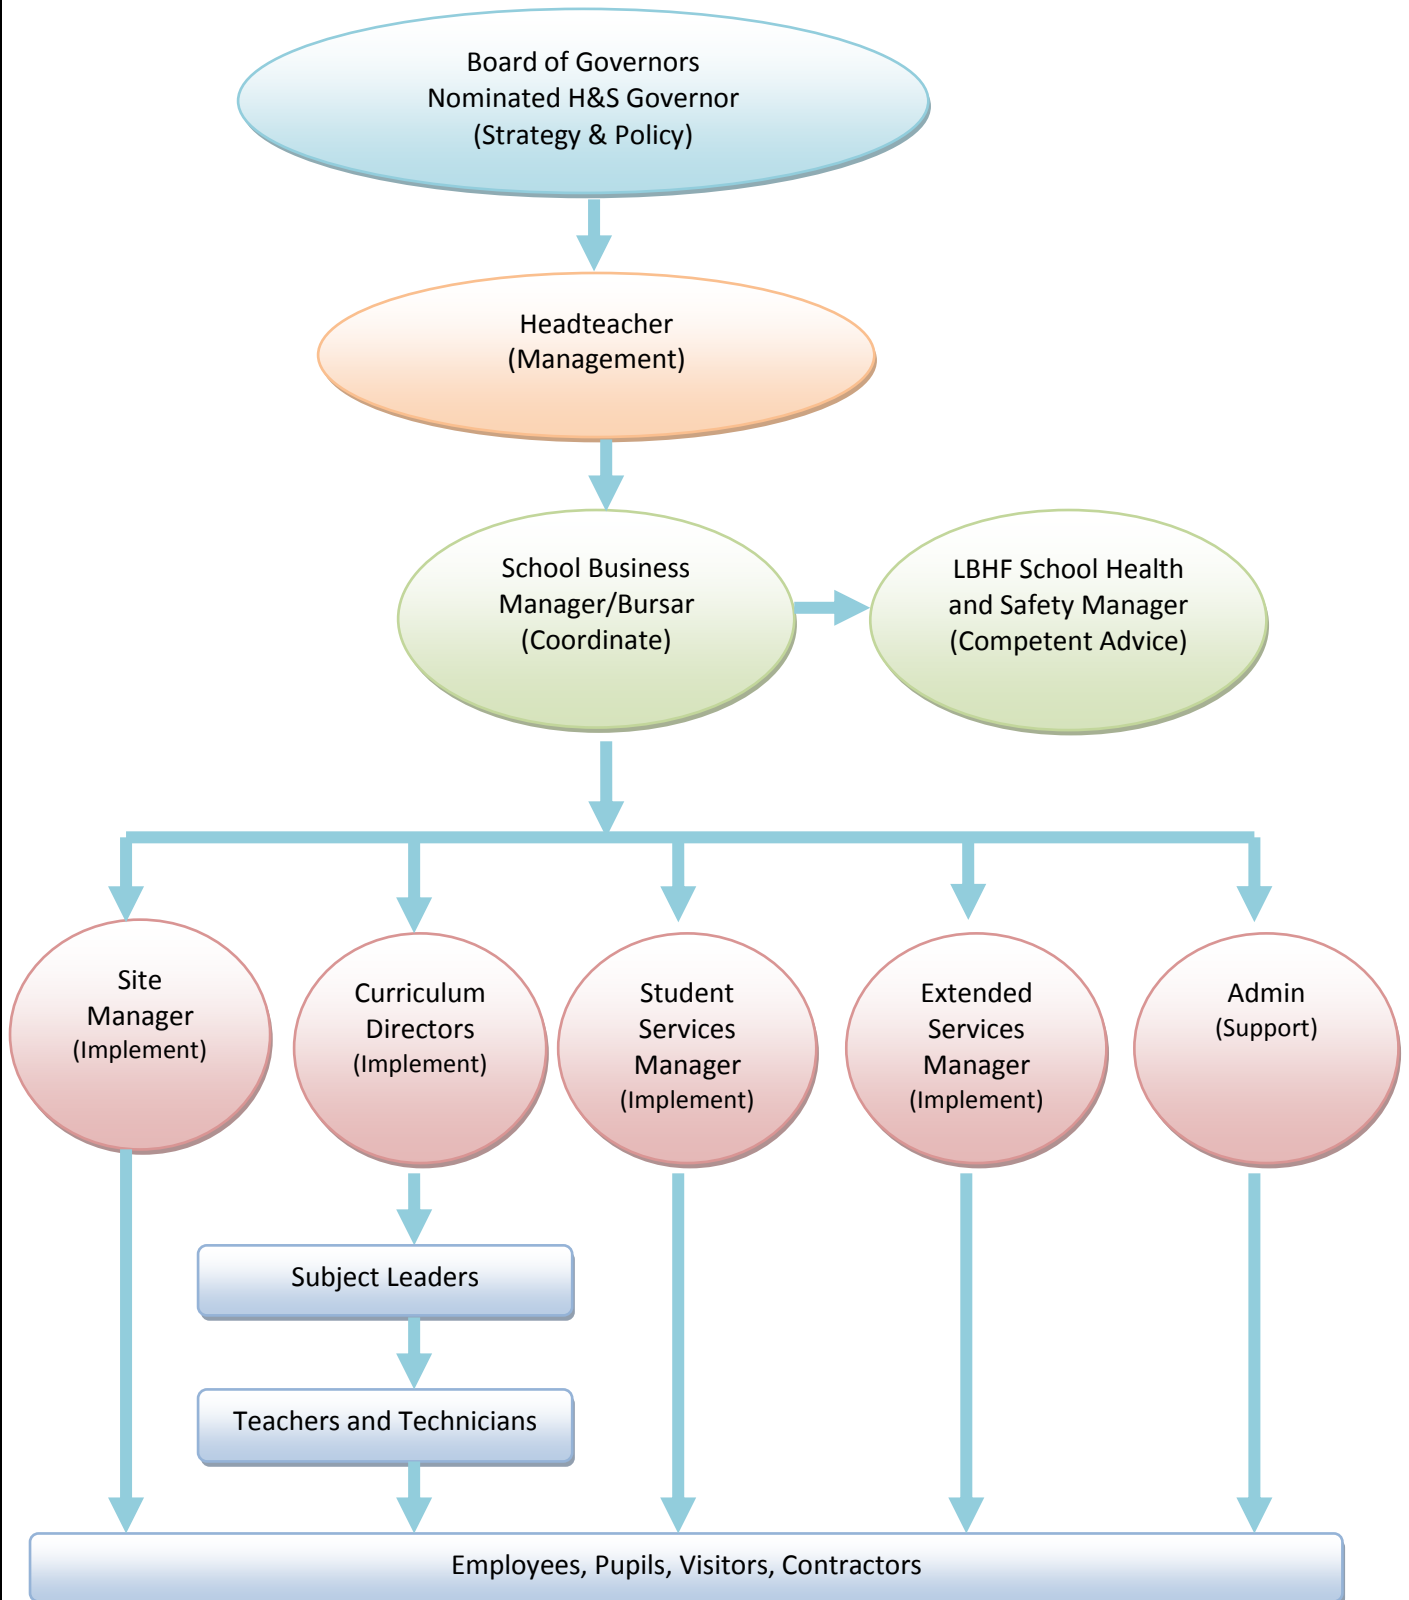 Board of Governors
Nominated H&S Governor
(Strategy & Policy)
Headteacher
(Management)
School Business
Manager/Bursar
(Coordinate)
LBHF School Health
and Safety Manager
(Competent Advice)
Site
Manager
(Implement)
Curriculum
Directors
(Implement)
Student
Services
Manager
(Implement)
Extended
Services
Manager
(Implement)
Admin
(Support)
Subject Leaders
Teachers and Technicians
Employees, Pupils, Visitors, Contractors